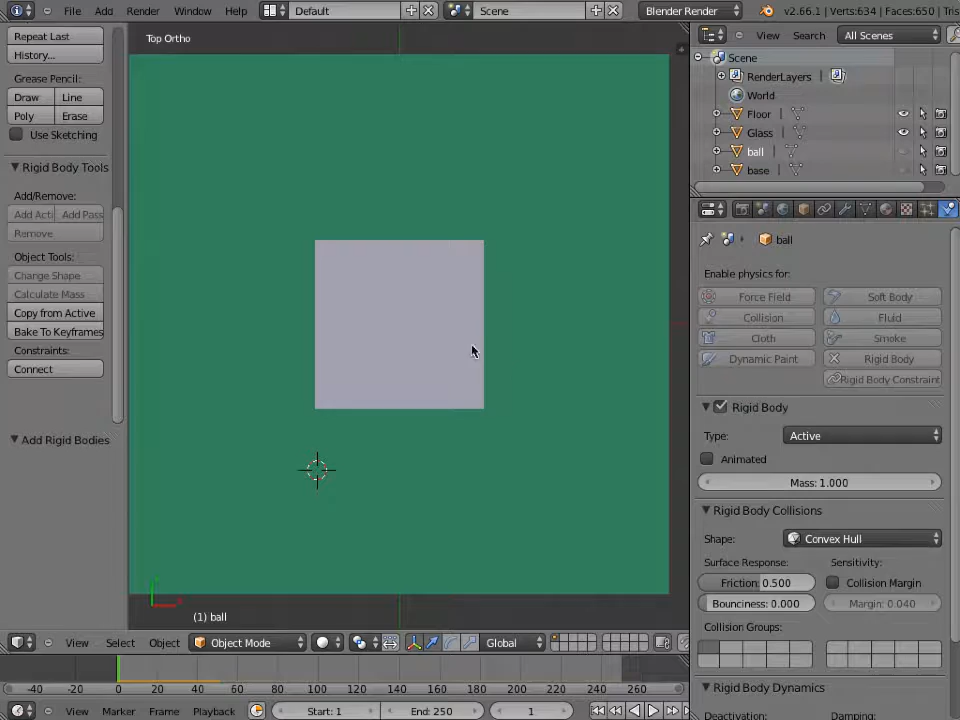 File Add Render Window Help Default Scene Blender Render v2.66.1 | Verts:634 | Faces:650 | Tris
Repeat Last
History...
Grease Pencil:
Draw Line
Poly Erase
Use Sketching
Rigid Body Tools
Add/Remove:
Add Acti Add Pass
Remove
Object Tools:
Change Shape
Calculate Mass
Copy from Active
Bake To Keyframes
Constraints:
Connect
Add Rigid Bodies
Top Ortho
(1) ball
View Search All Scenes
Scene
RenderLayers
World
Floor
Glass
ball
base
ball
Enable physics for:
Force Field Soft Body
Collision Fluid
Cloth Smoke
Dynamic Paint Rigid Body
Rigid Body Constraint
Rigid Body
Type: Active
Animated
Mass: 1.000
Rigid Body Collisions
Shape: Convex Hull
Surface Response: Sensitivity:
Friction: 0.500 Collision Margin
Bounciness: 0.000 Margin: 0.040
Collision Groups:
Rigid Body Dynamics
Deactivation: Damping:
View Select Object Object Mode Global
-40 -20 0 20 40 60 80 100 120 140 160 180 200 220 240 260
View Marker Frame Playback Start: 1 End: 250 1